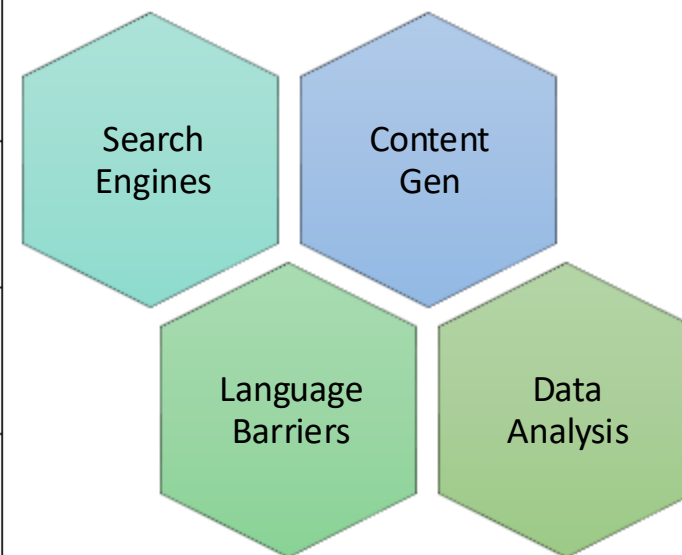 Search
Engines
Content
Gen
Language
Barriers
Data
Analysis